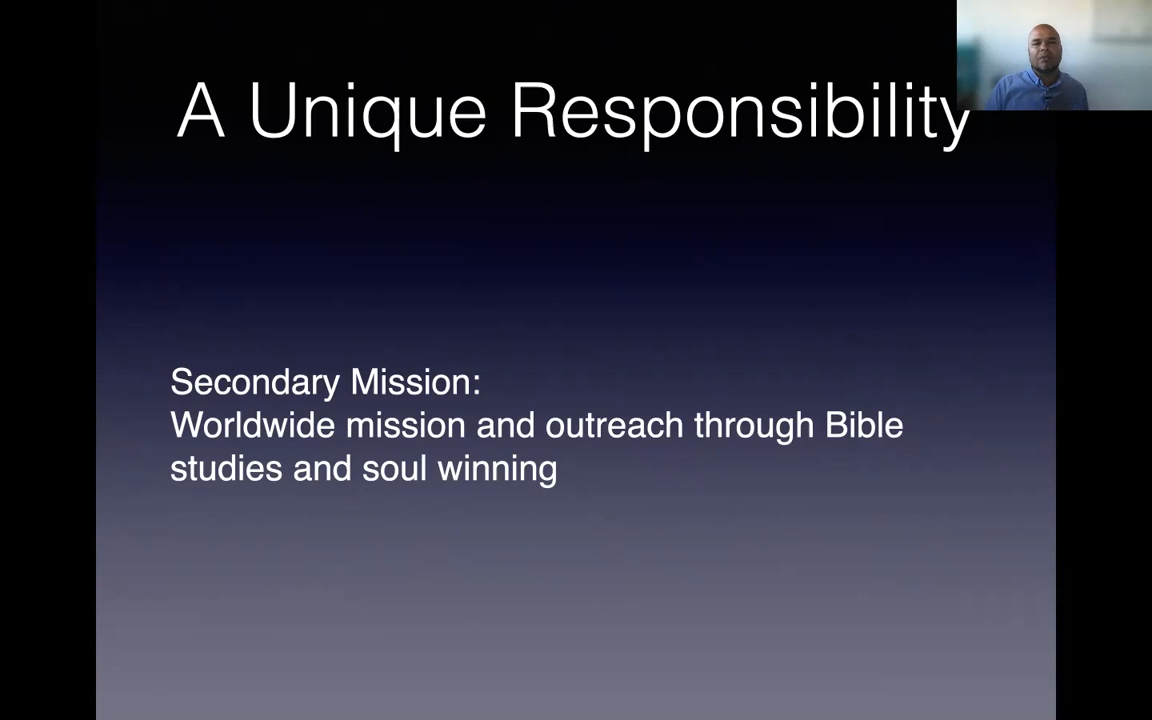 A Unique Responsibility
Secondary Mission:
Worldwide mission and outreach through Bible
studies and soul winning